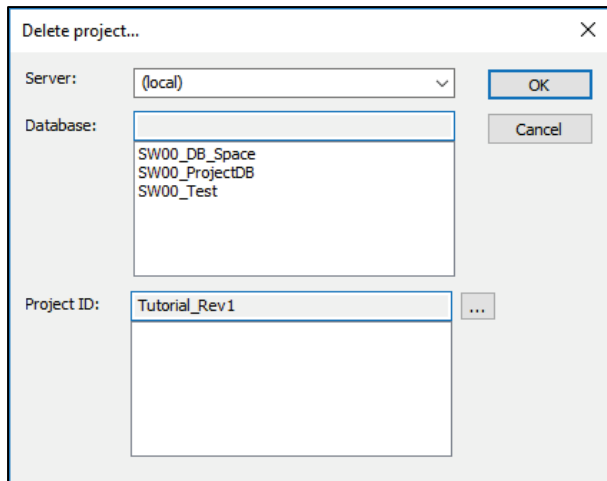 Delete project...
Server:
(local)
OK
Database:
Cancel
SW00_DB_Space
SW00_ProjectDB
SW00_Test
Project ID:
Tutorial_Rev1
...